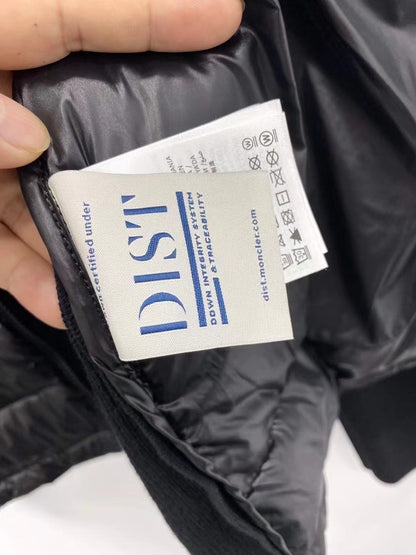 certified under
DIST
DOWN INTEGRITY SYSTEM
& TRACEABILITY
dist.moncler.com